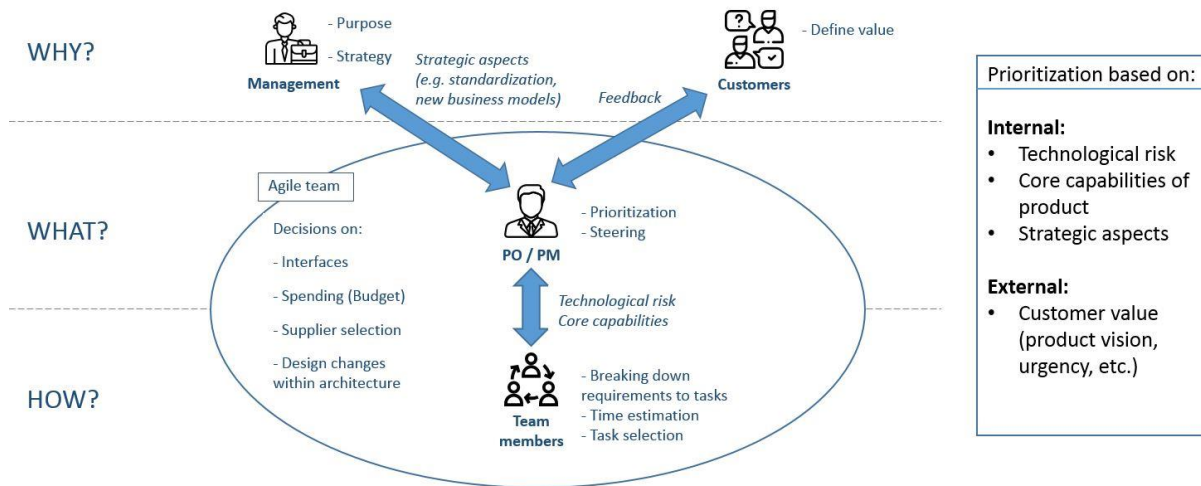 WHY?
- Purpose
- Strategy
Management
Strategic aspects
(e.g. standardization,
new business models)
Feedback
?
- Define value
Customers
WHAT?
Agile team
Decisions on:
- Interfaces
- Spending (Budget)
- Supplier selection
- Design changes
within architecture
- Prioritization
- Steering
PO / PM
Technological risk
Core capabilities
HOW?
- Breaking down
requirements to tasks
- Time estimation
- Task selection
Team
members
Prioritization based on:
Internal:
• Technological risk
• Core capabilities of
product
• Strategic aspects
External:
• Customer value
(product vision,
urgency, etc.)